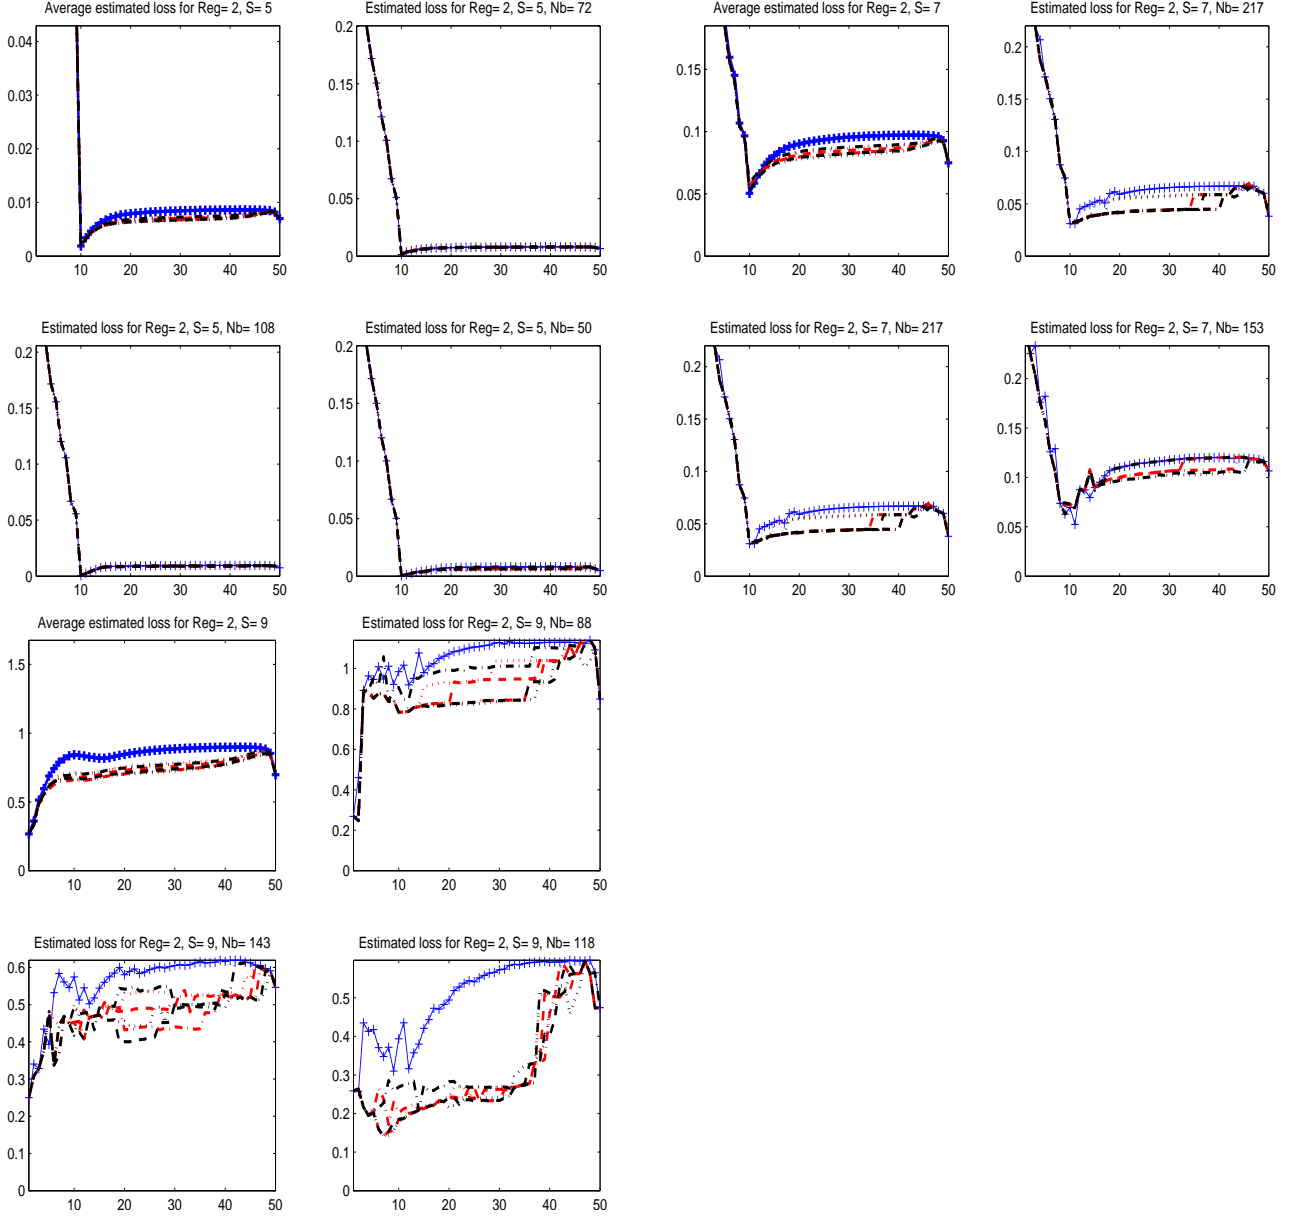 Average estimated loss for Reg= 2, S= 5
0.04
0.03
0.02
0.01
0
10 20 30 40 50
Estimated loss for Reg= 2, S= 5, Nb= 72
0.2
0.15
0.1
0.05
0
10 20 30 40 50
Average estimated loss for Reg= 2, S= 7
0.15
0.1
0.05
0
10 20 30 40 50
Estimated loss for Reg= 2, S= 7, Nb= 217
0.2
0.15
0.1
0.05
0
10 20 30 40 50
Estimated loss for Reg= 2, S= 5, Nb= 108
0.2
0.15
0.1
0.05
0
10 20 30 40 50
Estimated loss for Reg= 2, S= 5, Nb= 50
0.2
0.15
0.1
0.05
0
10 20 30 40 50
Estimated loss for Reg= 2, S= 7, Nb= 217
0.2
0.15
0.1
0.05
0
10 20 30 40 50
Estimated loss for Reg= 2, S= 7, Nb= 153
0.2
0.15
0.1
0.05
0
10 20 30 40 50
Average estimated loss for Reg= 2, S= 9
1.5
1
0.5
0
10 20 30 40 50
Estimated loss for Reg= 2, S= 9, Nb= 88
1
0.8
0.6
0.4
0.2
0
10 20 30 40 50
Estimated loss for Reg= 2, S= 9, Nb= 143
0.6
0.5
0.4
0.3
0.2
0.1
0
10 20 30 40 50
Estimated loss for Reg= 2, S= 9, Nb= 118
0.5
0.4
0.3
0.2
0.1
0
10 20 30 40 50